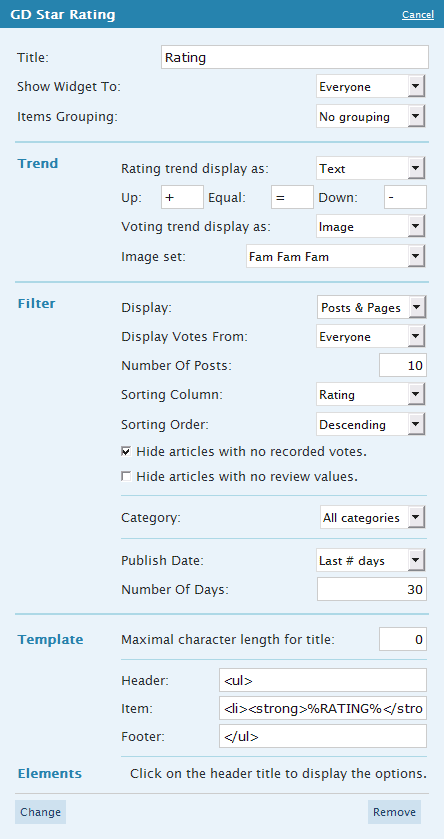 GD Star Rating Cancel
Title: Rating
Show Widget To: Everyone
Items Grouping: No grouping
Trend Rating trend display as: Text
Up: + Equal: = Down: -
Voting trend display as: Image
Image set: Fam Fam Fam
Filter Display: Posts & Pages
Display Votes From: Everyone
Number Of Posts: 10
Sorting Column: Rating
Sorting Order: Descending
Hide articles with no recorded votes.
Hide articles with no review values.
Category: All categories
Publish Date: Last # days
Number Of Days: 30
Template Maximal character length for title: 0
Header: <ul>
Item: <li><strong>%RATING%</stro
Footer: </ul>
Elements Click on the header title to display the options.
Change Remove